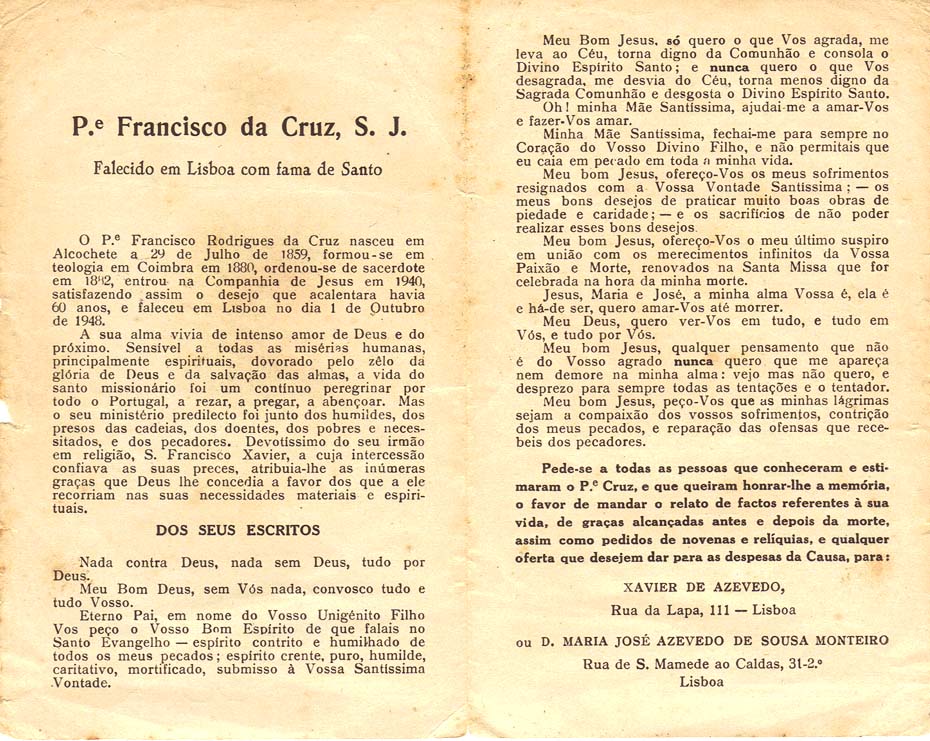 P.e Francisco da Cruz, S. J.
Falecido em Lisboa com fama de Santo
O P.e Francisco Rodrigues da Cruz nasceu em
Alcochete a 29 de Julho de 1859, formou-se em
teologia em Coimbra em 1880, ordenou-se de sacerdote
em 1882, entrou na Companhia de Jesus em 1940,
satisfazendo assim o desejo que acalentara havia
60 anos, e faleceu em Lisboa no dia 1 de Outubro
de 1948.
A sua alma vivia de intenso amor de Deus e do
próximo. Sensível a todas as misérias humanas,
principalmente espirituais, dovorado pelo zêlo da
glória de Deus e da salvação das almas, a vida do
santo missionário foi um contínuo peregrinar por
todo o Portugal, a rezar, a pregar, a abençoar. Mas
o seu ministério predilecto foi junto dos humildes, dos
presos das cadeias, dos doentes, dos pobres e neces-
sitados, e dos pecadores. Devotíssimo do seu irmão
em religião, S. Francisco Xavier, a cuja intercessão
confiava as suas preces, atribuia-lhe as inúmeras
graças que Deus lhe concedia a favor dos que a ele
recorriam nas suas necessidades materiais e espiri-
tuais.
DOS SEUS ESCRITOS
Nada contra Deus, nada sem Deus, tudo por
Deus.
Meu Bom Deus, sem Vós nada, convosco tudo e
tudo Vosso.
Eterno Pai, em nome do Vosso Unigénito Filho
Vos peço o Vosso Bom Espírito de que falais no
Santo Evangelho — espírito contrito e humilhado de
todos os meus pecados; espírito crente, puro, humilde,
caritativo, mortificado, submisso à Vossa Santíssima
Vontade.
Meu Bom Jesus, só quero o que Vos agrada, me
leva ao Céu, torna digno da Comunhão e consola o
Divino Espírito Santo; e nunca quero o que Vos
desagrada, me desvia do Céu, torna menos digno da
Sagrada Comunhão e desgosta o Divino Espírito Santo.
Oh! minha Mãe Santíssima, ajudai-me a amar-Vos
e fazer-Vos amar.
Minha Mãe Santíssima, fechai-me para sempre no
Coração do Vosso Divino Filho, e não permitais que
eu caia em pecado em toda a minha vida.
Meu bom Jesus, ofereço-Vos os meus sofrimentos
resignados com a Vossa Vontade Santíssima; — os
meus bons desejos de praticar muito boas obras de
piedade e caridade; — e os sacrifícios de não poder
realizar esses bons desejos.
Meu bom Jesus, ofereço-Vos o meu último suspiro
em união com os merecimentos infinitos da Vossa
Paixão e Morte, renovados na Santa Missa que for
celebrada na hora da minha morte.
Jesus, Maria e José, a minha alma Vossa é, ela é
e há-de ser, quero amar-Vos até morrer.
Meu Deus, quero ver-Vos em tudo, e tudo em
Vós, e tudo por Vós.
Meu bom Jesus, qualquer pensamento que não
é do Vosso agrado nunca quero que me apareça
nem demore na minha alma: vejo mas não quero, e
desprezo para sempre todas as tentações e o tentador.
Meu bom Jesus, peço-Vos que as minhas lágrimas
sejam a compaixão dos vossos sofrimentos, contrição
dos meus pecados, e reparação das ofensas que rece-
beis dos pecadores.
Pede-se a todas as pessoas que conheceram e esti-
maram o P.e Cruz, e que queiram honrar-lhe a memória,
o favor de mandar o relato de factos referentes à sua
vida, de graças alcançadas antes e depois da morte,
assim como pedidos de novenas e relíquias, e qualquer
oferta que desejem dar para as despesas da Causa, para:
XAVIER DE AZEVEDO,
Rua da Lapa, 111 — Lisboa
ou D. MARIA JOSÉ AZEVEDO DE SOUSA MONTEIRO
Rua de S. Mamede ao Caldas, 31-2.º
Lisboa